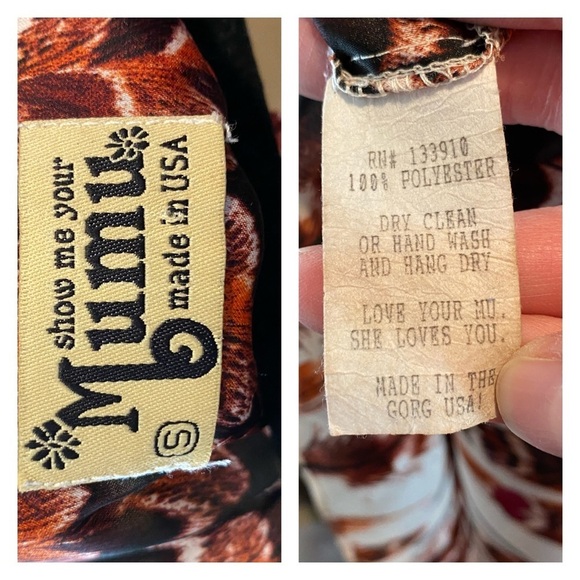 show me your
Mumu
made in USA
S
RN# 133910
100% POLYESTER
DRY CLEAN
OR HAND WASH
AND HANG DRY
LOVE YOUR MU.
SHE LOVES YOU.
MADE IN THE
GORG USA!